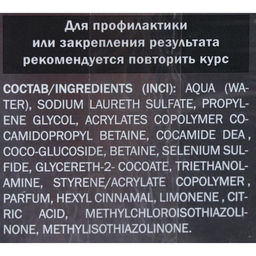 Для профилактики
или закрепления результата
рекомендуется повторить курс
СОСТАВ/INGREDIENTS (INCI): AQUA (WA-
TER), SODIUM LAURETH SULFATE, PROPYL-
ENE GLYCOL, ACRYLATES COPOLYMER CO-
CAMIDOPROPYL BETAINE, COCAMIDE DEA,
COCO-GLUCOSIDE, BETAINE, SELENIUM SUL-
FIDE, GLYCERETH-2- COCOATE, TRIETHANOL-
AMINE, STYRENE/ACRYLATE COPOLYMER,
PARFUM, HEXYL CINNAMAL, LIMONENE, CIT-
RIC ACID, METHYLCHLOROISOTHIAZOLI-
NONE, METHYLISOTHIAZOLINONE.